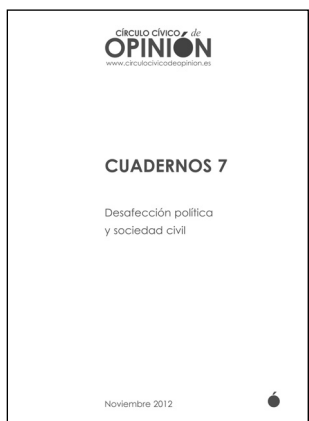 CÍRCULO CÍVICO de
OPINIÓN
www.circulocivicodeopinion.es
CUADERNOS 7
Desafección política
y sociedad civil
Noviembre 2012